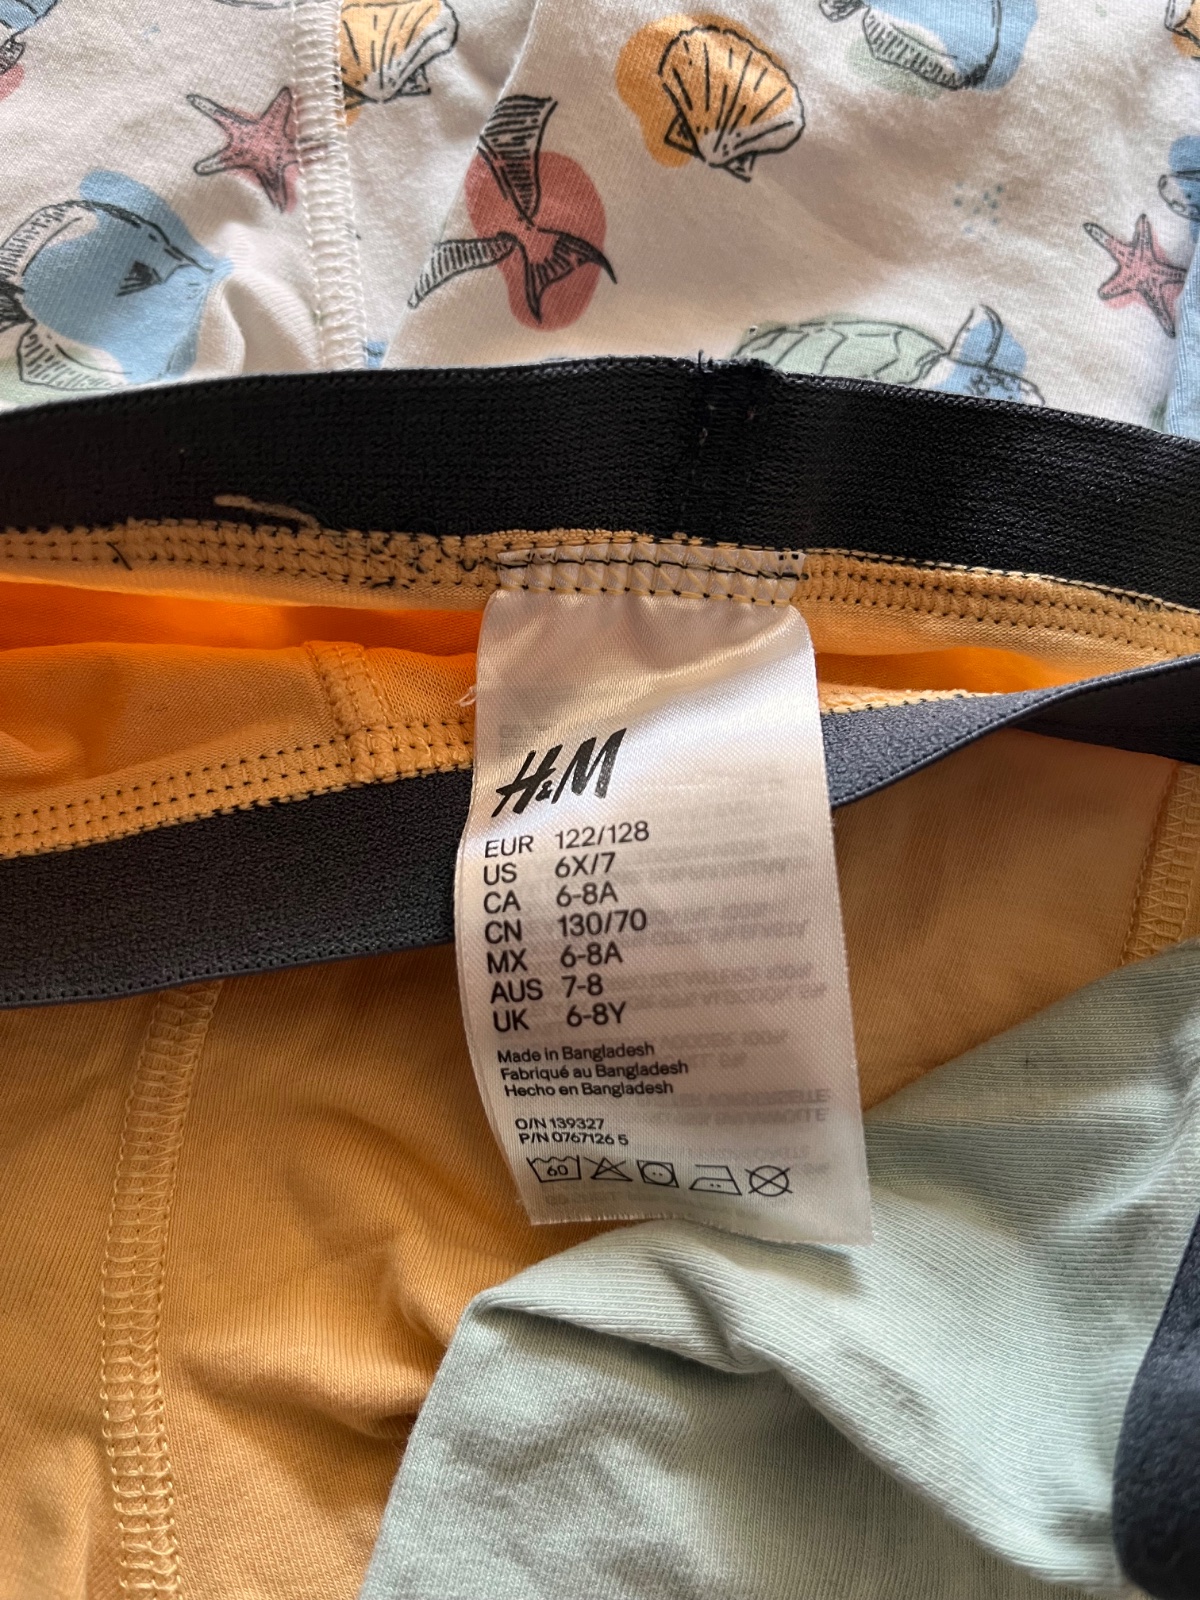 H&M
EUR 122/128
US 6X/7
CA 6-8A
CN 130/70
MX 6-8A
AUS 7-8
UK 6-8Y
Made in Bangladesh
Fabriqué au Bangladesh
Hecho en Bangladesh
O/N 139327
P/N 0767126 5
60